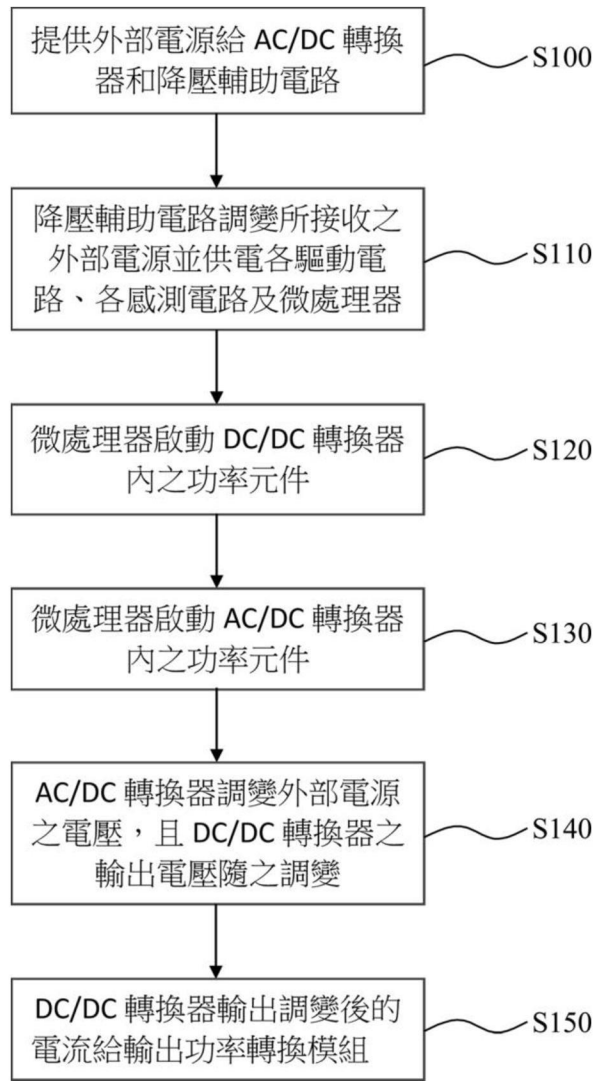 提供外部電源給 AC/DC 轉換
器和降壓輔助電路
S100
降壓輔助電路調變所接收之
外部電源並供電各驅動電
路、各感測電路及微處理器
S110
微處理器啟動 DC/DC 轉換器
內之功率元件
S120
微處理器啟動 AC/DC 轉換器
內之功率元件
S130
AC/DC 轉換器調變外部電源
之電壓，且 DC/DC 轉換器之
輸出電壓隨之調變
S140
DC/DC 轉換器輸出調變後的
電流給輸出功率轉換模組
S150